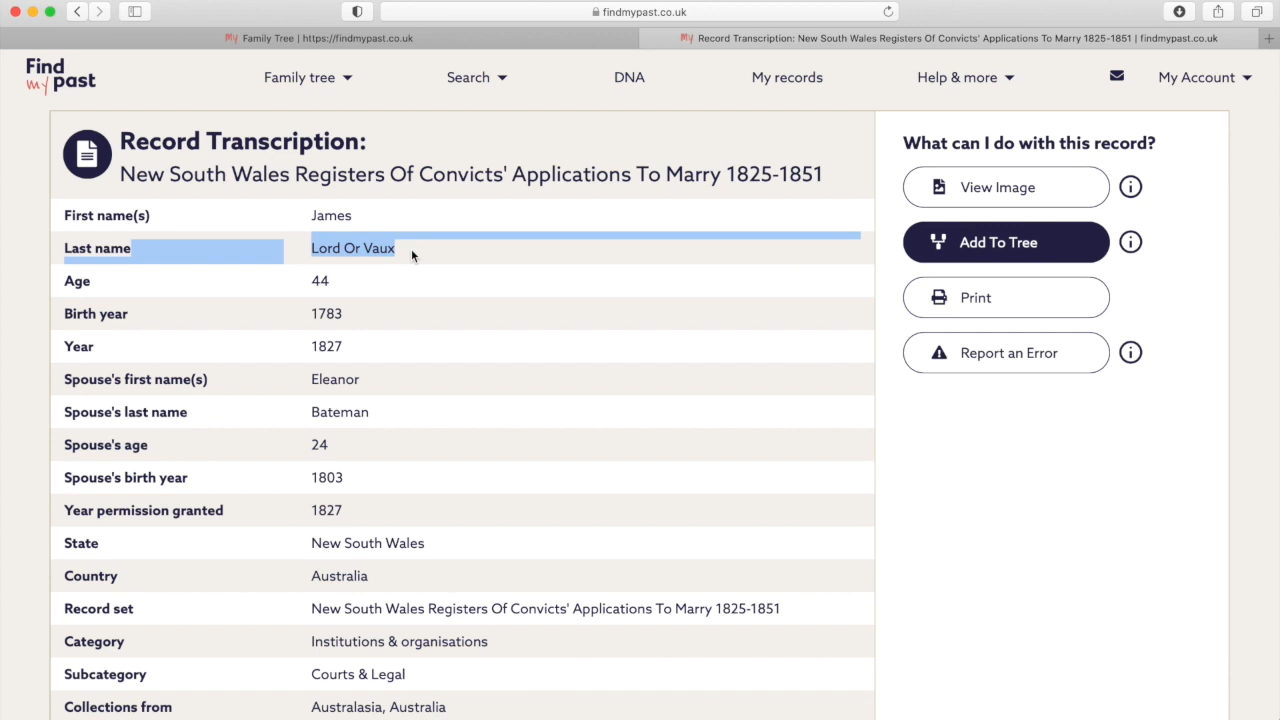 findmypast.co.uk
my Family Tree | https://findmypast.co.uk
my Record Transcription: New South Wales Registers Of Convicts' Applications To Marry 1825-1851 | findmypast.co.uk
Find my past
Family tree
Search
DNA
My records
Help & more
My Account
Record Transcription:
New South Wales Registers Of Convicts' Applications To Marry 1825-1851
First name(s) James
Last name Lord Or Vaux
Age 44
Birth year 1783
Year 1827
Spouse's first name(s) Eleanor
Spouse's last name Bateman
Spouse's age 24
Spouse's birth year 1803
Year permission granted 1827
State New South Wales
Country Australia
Record set New South Wales Registers Of Convicts' Applications To Marry 1825-1851
Category Institutions & organisations
Subcategory Courts & Legal
Collections from Australasia, Australia
What can I do with this record?
View Image
Add To Tree
Print
Report an Error